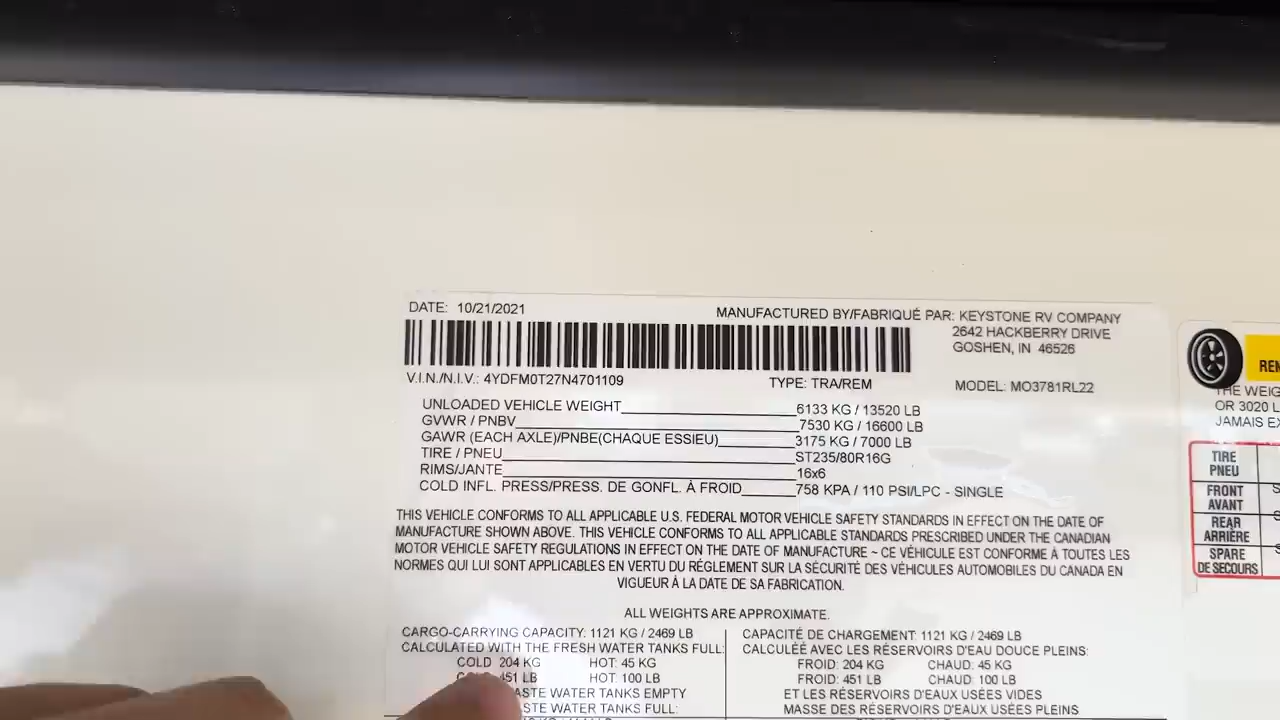 DATE: 10/21/2021
MANUFACTURED BY/FABRIQUÉ PAR: KEYSTONE RV COMPANY
2642 HACKBERRY DRIVE
GOSHEN, IN 46526
V.I.N./N.I.V.: 4YDFM0T27N4701109
TYPE: TRA/REM
MODEL: MO3781RL22
UNLOADED VEHICLE WEIGHT 6133 KG / 13520 LB
GVWR / PNBV 7530 KG / 16600 LB
GAWR (EACH AXLE)/PNBE(CHAQUE ESSIEU) 3175 KG / 7000 LB
TIRE / PNEU ST235/80R16G
RIMS/JANTE 16x6
COLD INFL. PRESS/PRESS. DE GONFL. À FROID 758 KPA / 110 PSI/LPC - SINGLE
THIS VEHICLE CONFORMS TO ALL APPLICABLE U.S. FEDERAL MOTOR VEHICLE SAFETY STANDARDS IN EFFECT ON THE DATE OF
MANUFACTURE SHOWN ABOVE. THIS VEHICLE CONFORMS TO ALL APPLICABLE STANDARDS PRESCRIBED UNDER THE CANADIAN
MOTOR VEHICLE SAFETY REGULATIONS IN EFFECT ON THE DATE OF MANUFACTURE ~ CE VÉHICULE EST CONFORME À TOUTES LES
NORMES QUI LUI SONT APPLICABLES EN VERTU DU RÉGLEMENT SUR LA SÉCURITÉ DES VÉHICULES AUTOMOBILES DU CANADA EN
VIGUEUR À LA DATE DE SA FABRICATION.
ALL WEIGHTS ARE APPROXIMATE.
CARGO-CARRYING CAPACITY: 1121 KG / 2469 LB
CALCULATED WITH THE FRESH WATER TANKS FULL:
COLD 204 KG HOT: 45 KG
451 LB HOT: 100 LB
WATER TANKS EMPTY
WATER TANKS FULL:
CAPACITÉ DE CHARGEMENT: 1121 KG / 2469 LB
CALCULÉE AVEC LES RÉSERVOIRS D'EAU DOUCE PLEINS:
FROID: 204 KG CHAUD: 45 KG
FROID: 451 LB CHAUD: 100 LB
ET LES RÉSERVOIRS D'EAUX USÉES VIDES
MASSE DES RÉSERVOIRS D'EAUX USÉES PLEINS
THE
OR 3020
JAMAIS
TIRE
PNEU
FRONT
AVANT
REAR
ARRIÈRE
SPARE
DE SECOURS